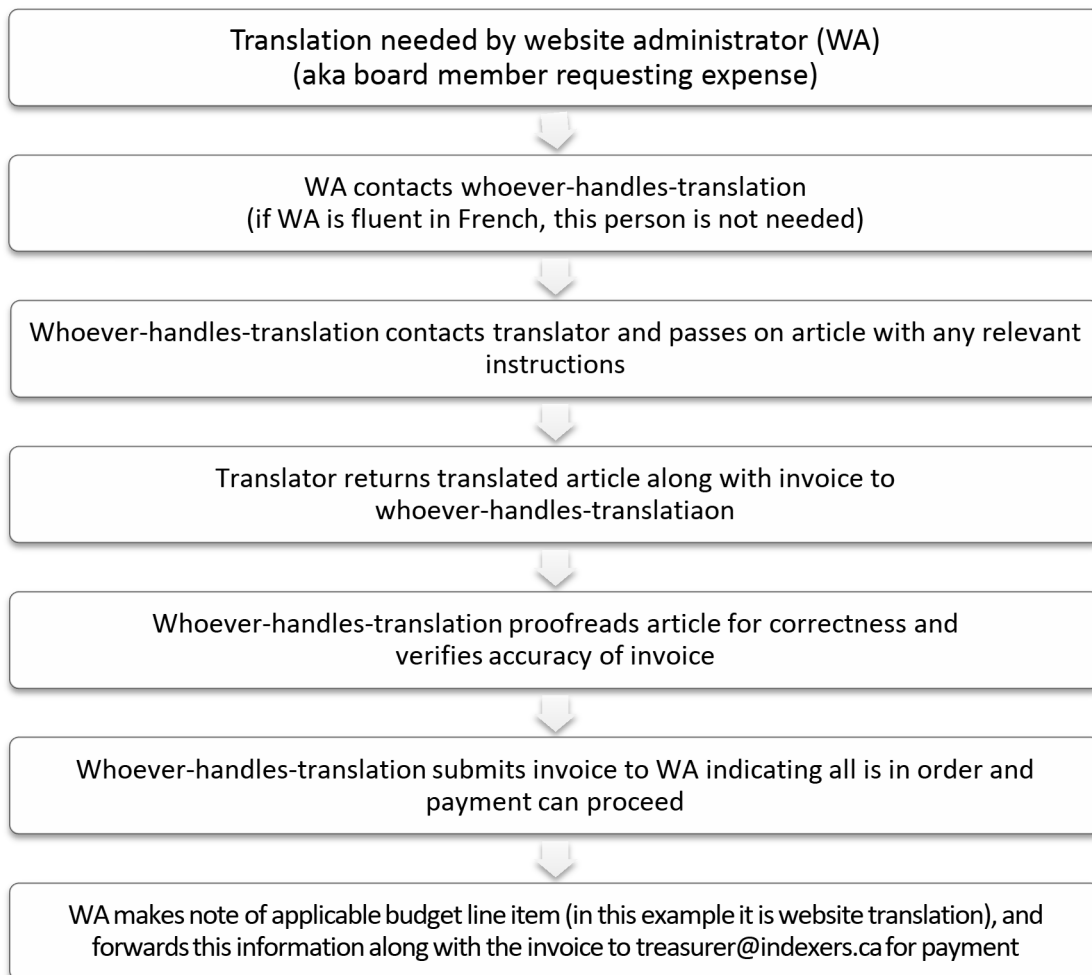 Translation needed by website administrator (WA)
(aka board member requesting expense)
WA contacts whoever-handles-translation
(if WA is fluent in French, this person is not needed)
Whoever-handles-translation contacts translator and passes on article with any relevant
instructions
Translator returns translated article along with invoice to
whoever-handles-translatiaon
Whoever-handles-translation proofreads article for correctness and
verifies accuracy of invoice
Whoever-handles-translation submits invoice to WA indicating all is in order and
payment can proceed
WA makes note of applicable budget line item (in this example it is website translation), and
forwards this information along with the invoice to treasurer@indexers.ca for payment